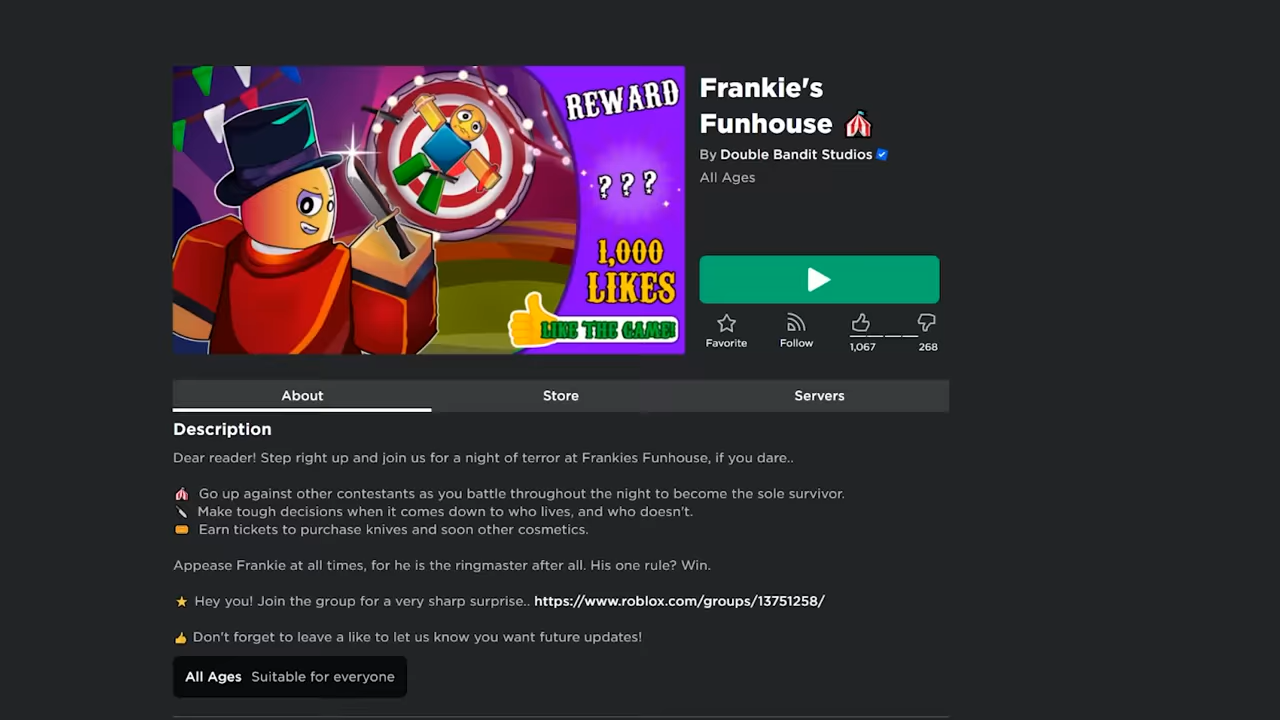 REWARD
? ? ?
1,000
LIKES
LIKE THE GAME!
Frankie's
Funhouse
By Double Bandit Studios
All Ages
Favorite
Follow
1,067
268
About
Store
Servers
Description
Dear reader! Step right up and join us for a night of terror at Frankies Funhouse, if you dare..
Go up against other contestants as you battle throughout the night to become the sole survivor.
Make tough decisions when it comes down to who lives, and who doesn't.
Earn tickets to purchase knives and soon other cosmetics.
Appease Frankie at all times, for he is the ringmaster after all. His one rule? Win.
Hey you! Join the group for a very sharp surprise.. https://www.roblox.com/groups/13751258/
Don't forget to leave a like to let us know you want future updates!
All Ages Suitable for everyone